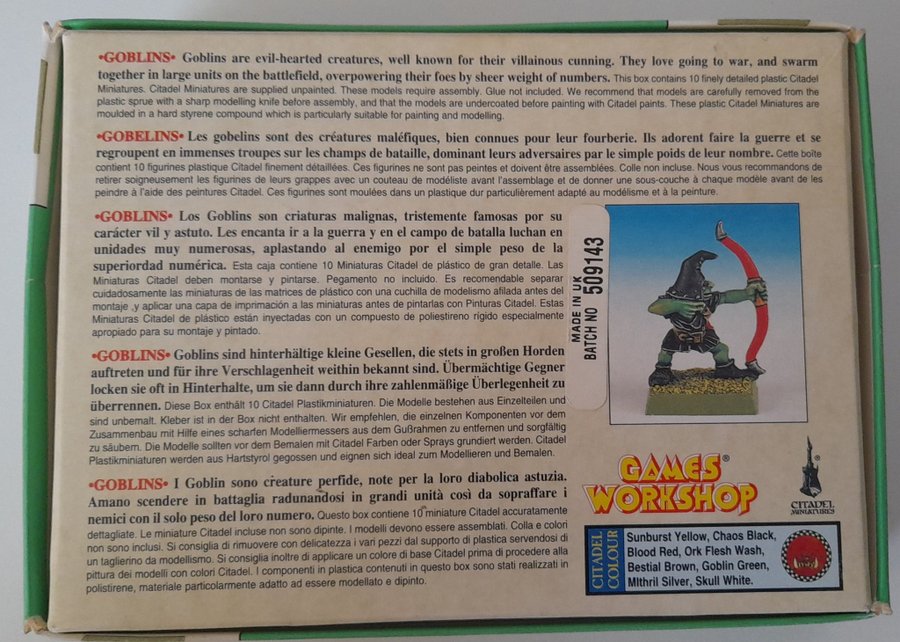 •GOBLINS• Goblins are evil-hearted creatures, well known for their villainous cunning. They love going to war, and swarm
together in large units on the battlefield, overpowering their foes by sheer weight of numbers. This box contains 10 finely detailed plastic Citadel
Miniatures. Citadel Miniatures are supplied unpainted. These models require assembly. Glue not included. We recommend that models are carefully removed from the
plastic sprue with a sharp modelling knife before assembly, and that the models are undercoated before painting with Citadel paints. These plastic Citadel Miniatures are
moulded in a hard styrene compound which is particularly suitable for painting and modelling.
•GOBELINS• Les gobelins sont des créatures maléfiques, bien connues pour leur fourberie. Ils adorent faire la guerre et se
regroupent en immenses troupes sur les champs de bataille, dominant leurs adversaires par le simple poids de leur nombre. Cette boîte
contient 10 figurines plastique Citadel finement détaillées. Ces figurines ne sont pas peintes et doivent être assemblées. Colle non incluse. Nous vous recommandons de
retirer soigneusement les figurines de leurs grappes avec un couteau de modéliste avant l'assemblage et de donner une sous-couche à chaque modèle avant de les
peindre à l'aide des peintures Citadel. Ces figurines sont moulées dans un plastique dur particulièrement adapté au modélisme et à la peinture.
•GOBLINS• Los Goblins son criaturas malignas, tristemente famosas por su
carácter vil y astuto. Les encanta ir a la guerra y en el campo de batalla luchan en
unidades muy numerosas, aplastando al enemigo por el simple peso de la
superiordad numérica. Esta caja contiene 10 Miniaturas Citadel de plástico de gran detalle. Las
Miniaturas Citadel deben montarse y pintarse. Pegamento no incluido. Es recomendable separar
cuidadosamente las miniaturas de las matrices de plástico con una cuchilla de modelismo afilada antes del
montaje ,y aplicar una capa de imprimación a las miniaturas antes de pintarlas con Pinturas Citadel. Estas
Miniaturas Citadel de plástico están inyectadas con un compuesto de poliestireno rígido especialmente
apropiado para su montaje y pintado.
MADE IN UK
BATCH NO 509143
•GOBLINS• Goblins sind hinterhältige kleine Gesellen, die stets in großen Horden
auftreten und für ihre Verschlagenheit weithin bekannt sind. Übermächtige Gegner
locken sie oft in Hinterhalte, um sie dann durch ihre zahlenmäßige Überlegenheit zu
überrennen. Diese Box enthält 10 Citadel Plastikminiaturen. Die Modelle bestehen aus Einzelteilen und
sind unbemalt. Kleber ist in der Box nicht enthalten. Wir empfehlen, die einzelnen Komponenten vor dem
Zusammenbau mit Hilfe eines scharfen Modelliermessers aus dem Gußrahmen zu entfernen und sorgfältig
zu säubern. Die Modelle sollten vor dem Bemalen mit Citadel Farben oder Sprays grundiert werden. Citadel
Plastikminiaturen werden aus Hartstyrol gegossen und eignen sich ideal zum Modellieren und Bemalen.
•GOBLINS• I Goblin sono creature perfide, note per la loro diabolica astuzia.
Amano scendere in battaglia radunandosi in grandi unità così da sopraffare i
nemici con il solo peso del loro numero. Questo box contiene 10 miniature Citadel accuratamente
dettagliate. Le miniature Citadel incluse non sono dipinte. I modelli devono essere assemblati. Colla e colori
non sono inclusi. Si consiglia di rimuovere con delicatezza i vari pezzi dal supporto di plastica servendosi di
un taglierino da modellismo. Si consiglia inoltre di applicare un colore di base Citadel prima di procedere alla
pittura dei modelli con colori Citadel. I componenti in plastica contenuti in questo box sono stati realizzati in
polistirene, materiale particolarmente adatto ad essere modellato e dipinto.
GAMES®
WORKSHOP
®
CITADEL
MINIATURES
CITADEL
COLOUR
Sunburst Yellow, Chaos Black,
Blood Red, Ork Flesh Wash,
Bestial Brown, Goblin Green,
MIthril Silver, Skull White.